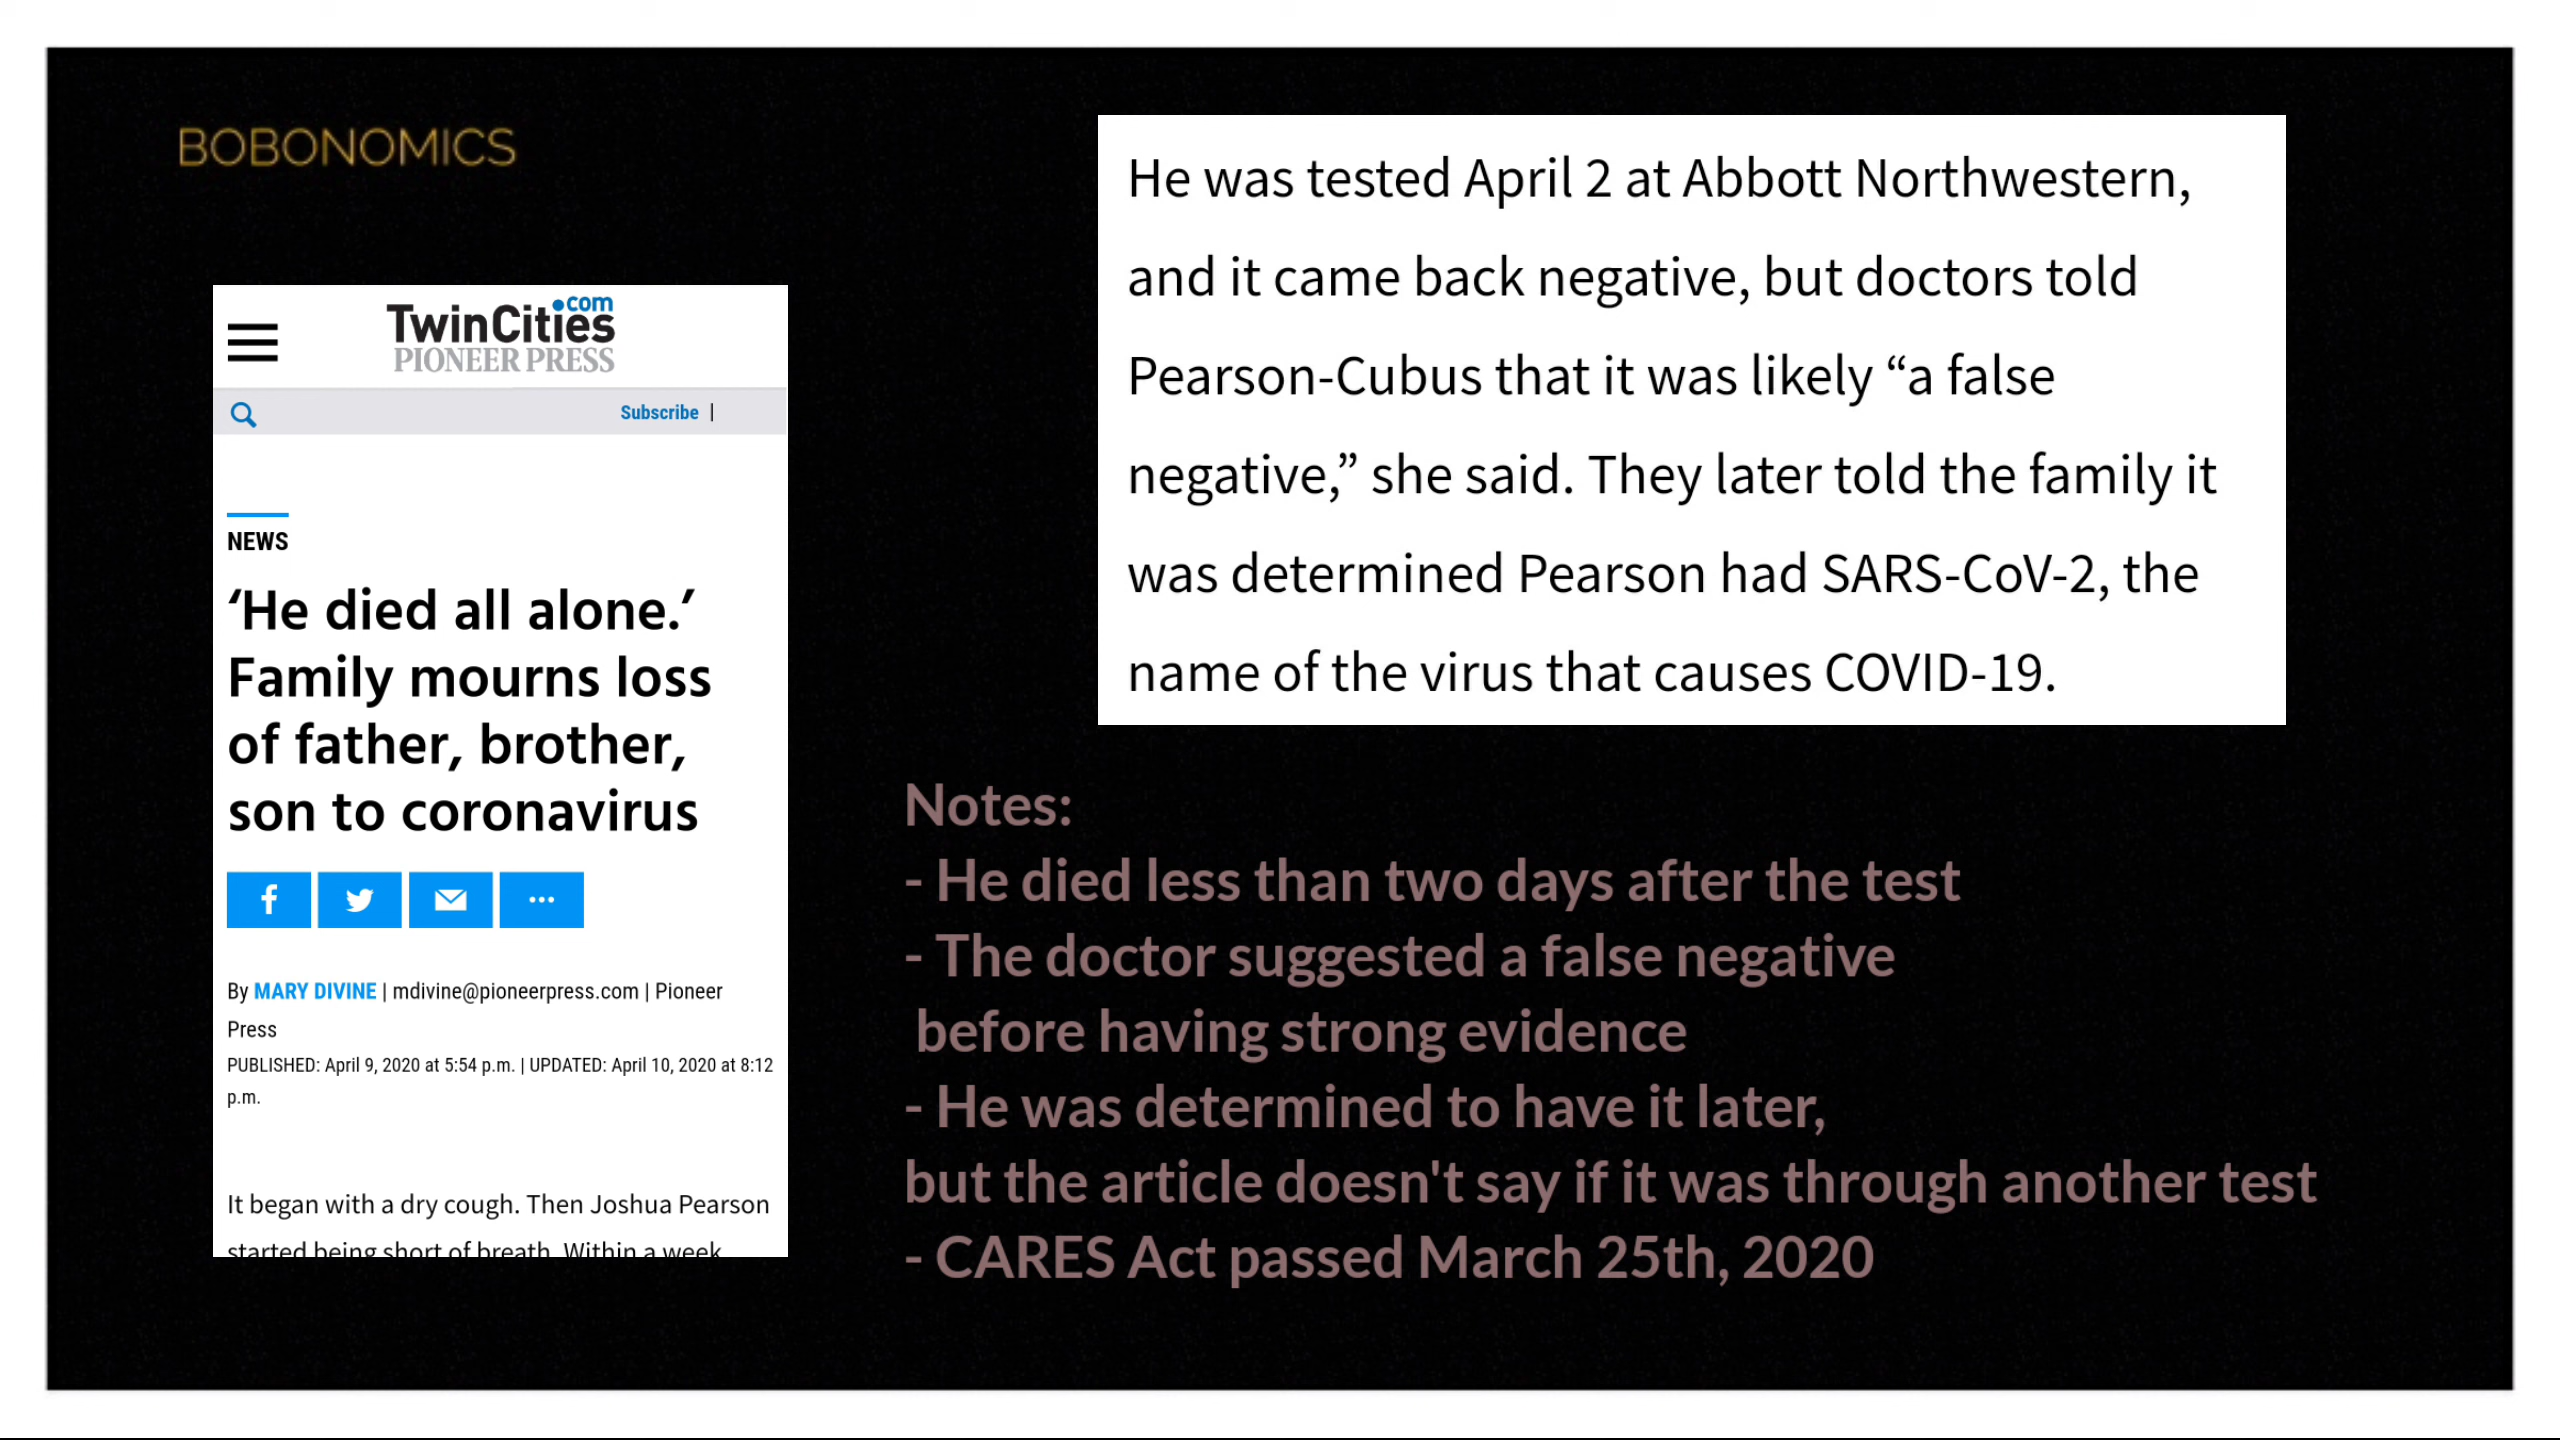 BOBONOMICS
TwinCities.com
PIONEER PRESS
Subscribe |
NEWS
‘He died all alone.’
Family mourns loss
of father, brother,
son to coronavirus
By MARY DIVINE | mdivine@pioneerpress.com | Pioneer
Press
PUBLISHED: April 9, 2020 at 5:54 p.m. | UPDATED: April 10, 2020 at 8:12
p.m.
It began with a dry cough. Then Joshua Pearson
started being short of breath. Within a week
He was tested April 2 at Abbott Northwestern,
and it came back negative, but doctors told
Pearson-Cubus that it was likely “a false
negative,” she said. They later told the family it
was determined Pearson had SARS-CoV-2, the
name of the virus that causes COVID-19.
Notes:
- He died less than two days after the test
- The doctor suggested a false negative
before having strong evidence
- He was determined to have it later,
but the article doesn't say if it was through another test
- CARES Act passed March 25th, 2020